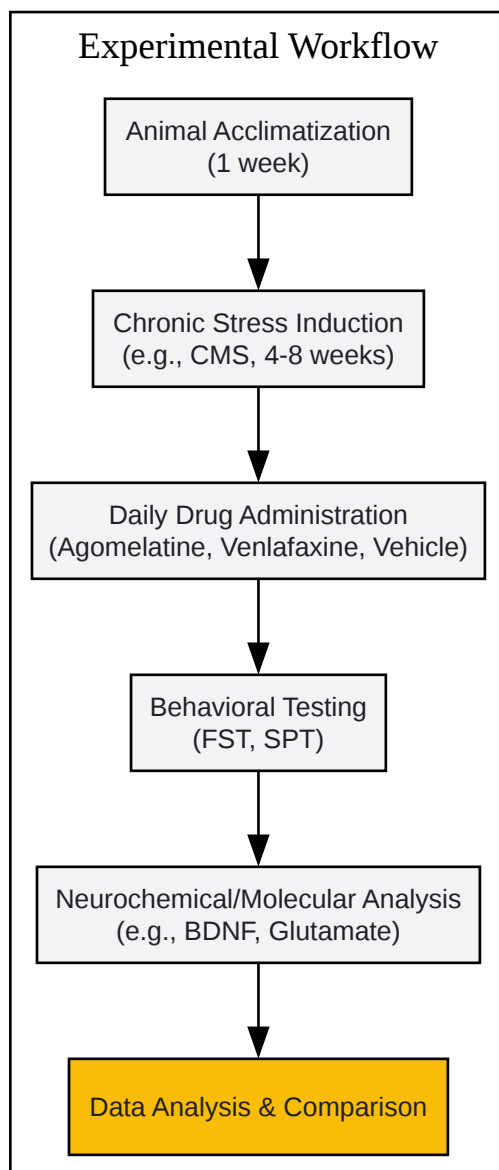 Experimental Workflow
Animal Acclimatization
(1 week)
Chronic Stress Induction
(e.g., CMS, 4-8 weeks)
Daily Drug Administration
(Agomelatine, Venlafaxine, Vehicle)
Behavioral Testing
(FST, SPT)
Neurochemical/Molecular Analysis
(e.g., BDNF, Glutamate)
Data Analysis & Comparison